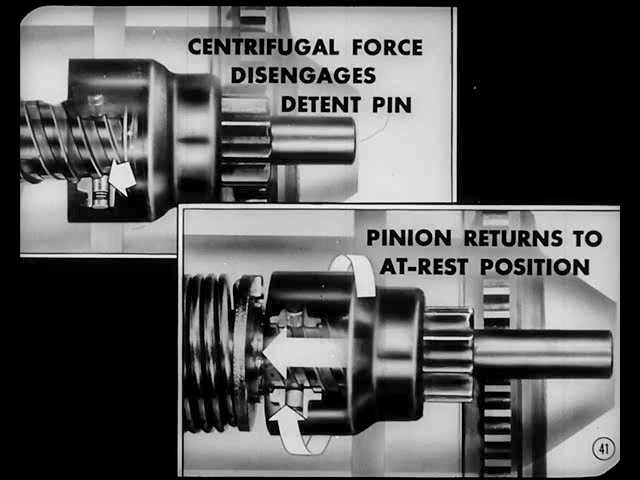 CENTRIFUGAL FORCE
DISENGAGES
DETENT PIN
PINION RETURNS TO
AT-REST POSITION
41